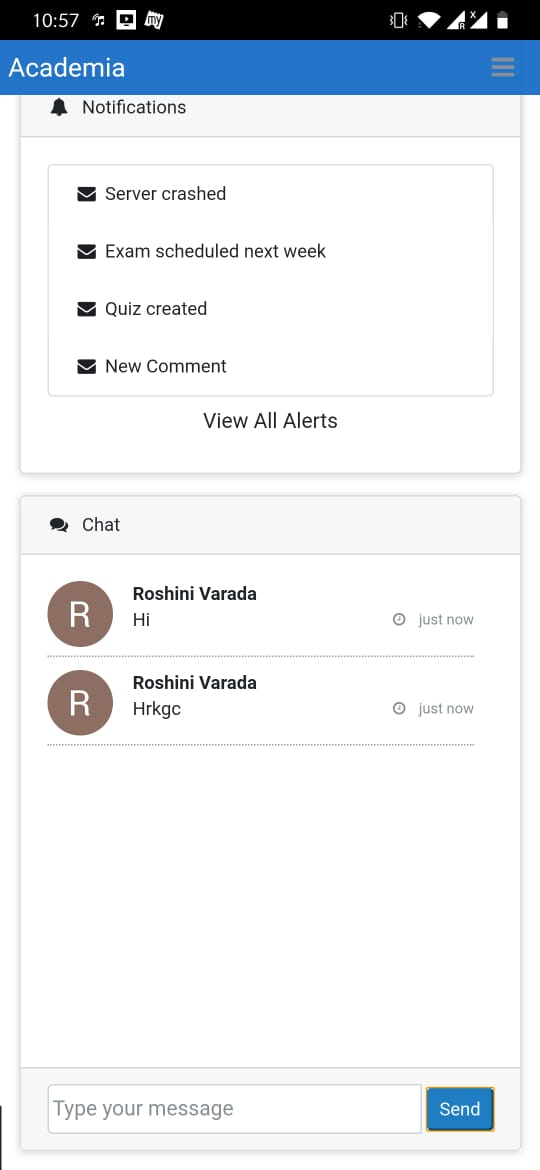 10:57
Academia
Notifications
Server crashed
Exam scheduled next week
Quiz created
New Comment
View All Alerts
Chat
R
Roshini Varada
Hi
just now
R
Roshini Varada
Hrkgc
just now
Type your message
Send